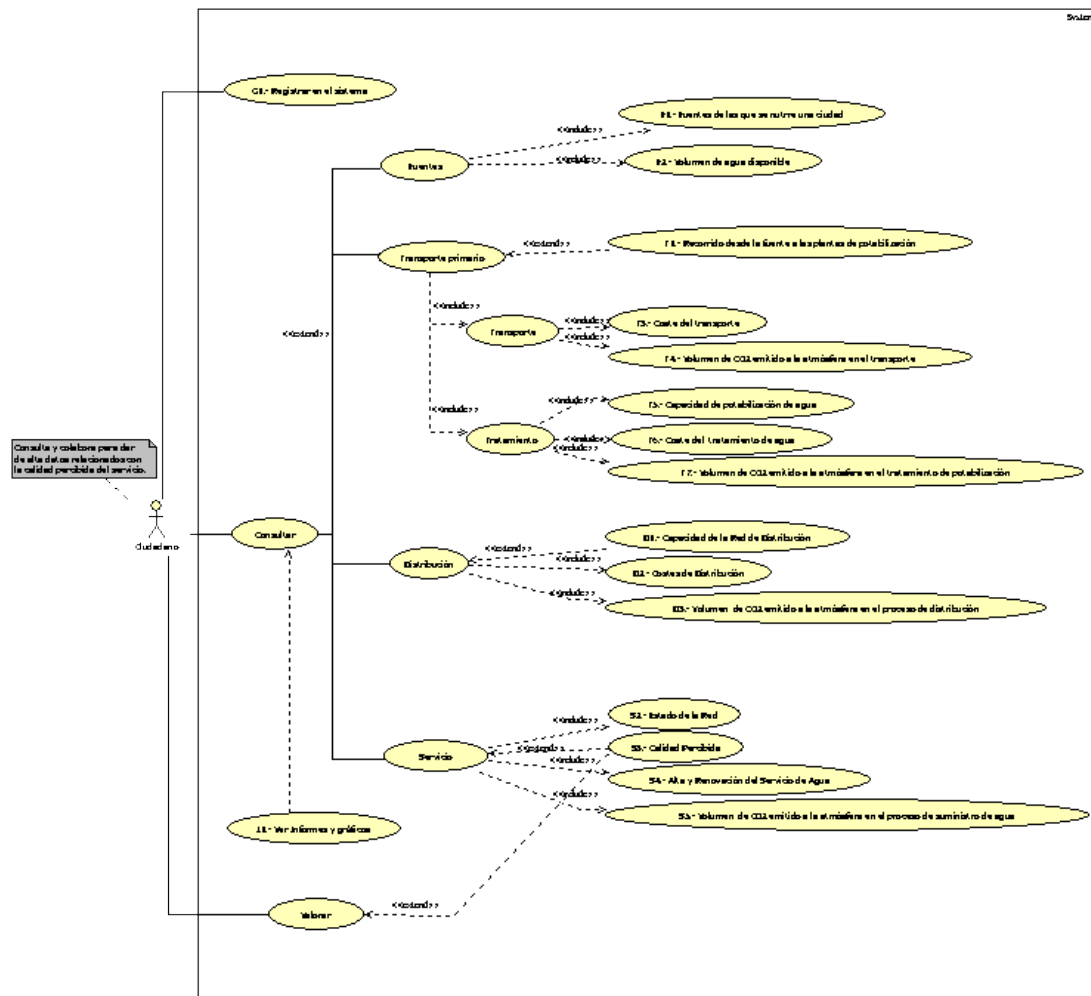 System
G1.- Registrar en el sistema
F1.- Fuentes de las que se nutre una ciudad
<<include>>
Fuentes
<<include>>
F2.- Volumen de agua disponible
Transporte primario
<<extend>>
T1.- Recorrido desde la fuente a las plantas de potabilización
<<extend>>
<<include>>
Transporte
<<include>>
T3.- Coste del transporte
<<include>>
T4.- Volumen de CO2 emitido a la atmósfera en el transporte
<<include>>
T5.- Capacidad de potabilización de agua
<<include>>
Tratamiento
<<include>>
T6.- Coste del tratamiento de agua
<<include>>
T7.- Volumen de CO2 emitido a la atmósfera en el tratamiento de potabilización
Consulta y colabora para dar
de alta datos relacionados con
la calidad percibida del servicio.
Ciudadano
Consultar
D1.- Capacidad de la Red de Distribución
<<extend>>
Distribución
<<include>>
D2.- Costes de Distribución
<<include>>
D3.- Volumen de CO2 emitido a la atmósfera en el proceso de distribución
S2.- Estado de la Red
<<include>>
Servicio
<<extend>>
S3.- Calidad Percibida
<<include>>
S4.- Alta y Renovación del Servicio de Agua
<<include>>
S5.- Volumen de CO2 emitido a la atmósfera en el proceso de suministro de agua
Ver Informes y gráficos
Valorar
<<extend>>